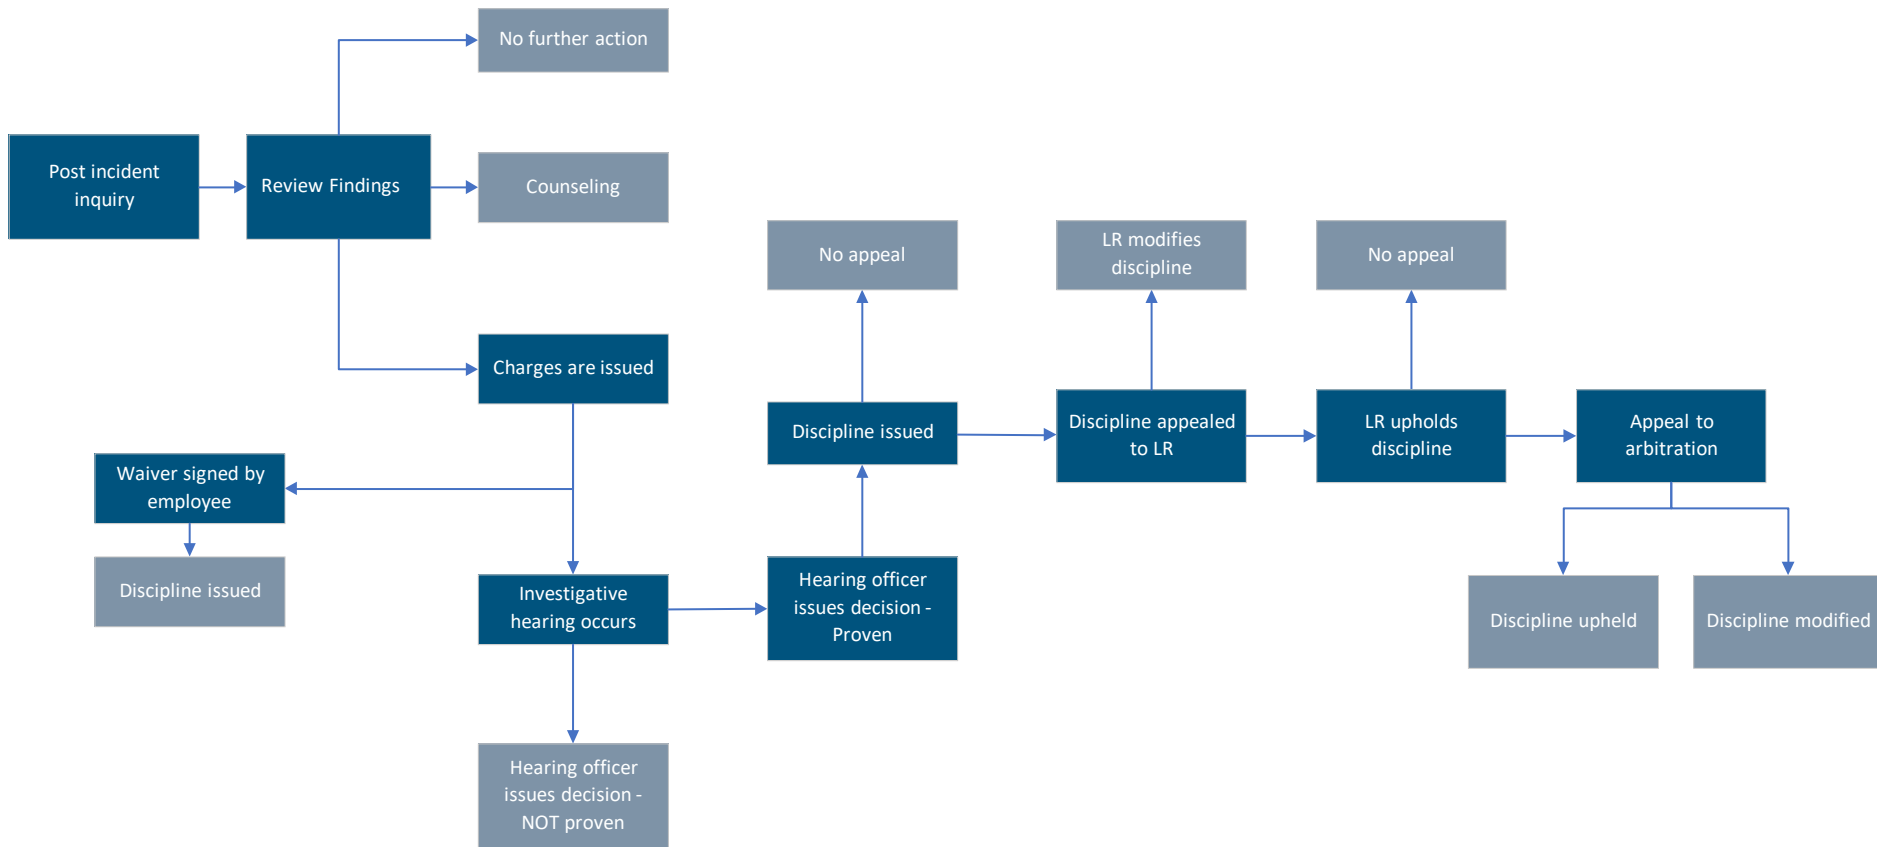 No further action
Post incident
inquiry
Review Findings
Counseling
No appeal
LR modifies
discipline
No appeal
Charges are issued
Discipline issued
Discipline appealed
to LR
LR upholds
discipline
Appeal to
arbitration
Waiver signed by
employee
Discipline issued
Investigative
hearing occurs
Hearing officer
issues decision -
Proven
Discipline upheld
Discipline modified
Hearing officer
issues decision -
NOT proven